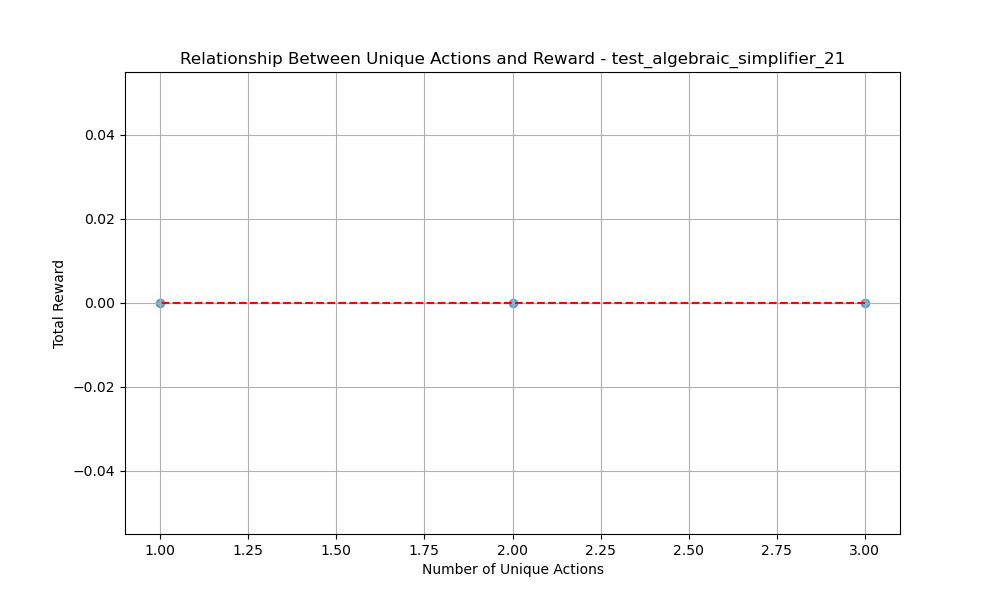 Relationship Between Unique Actions and Reward - test_algebraic_simplifier_21
0.04
0.02
0.00
−0.02
−0.04
Total Reward
1.00 1.25 1.50 1.75 2.00 2.25 2.50 2.75 3.00
Number of Unique Actions